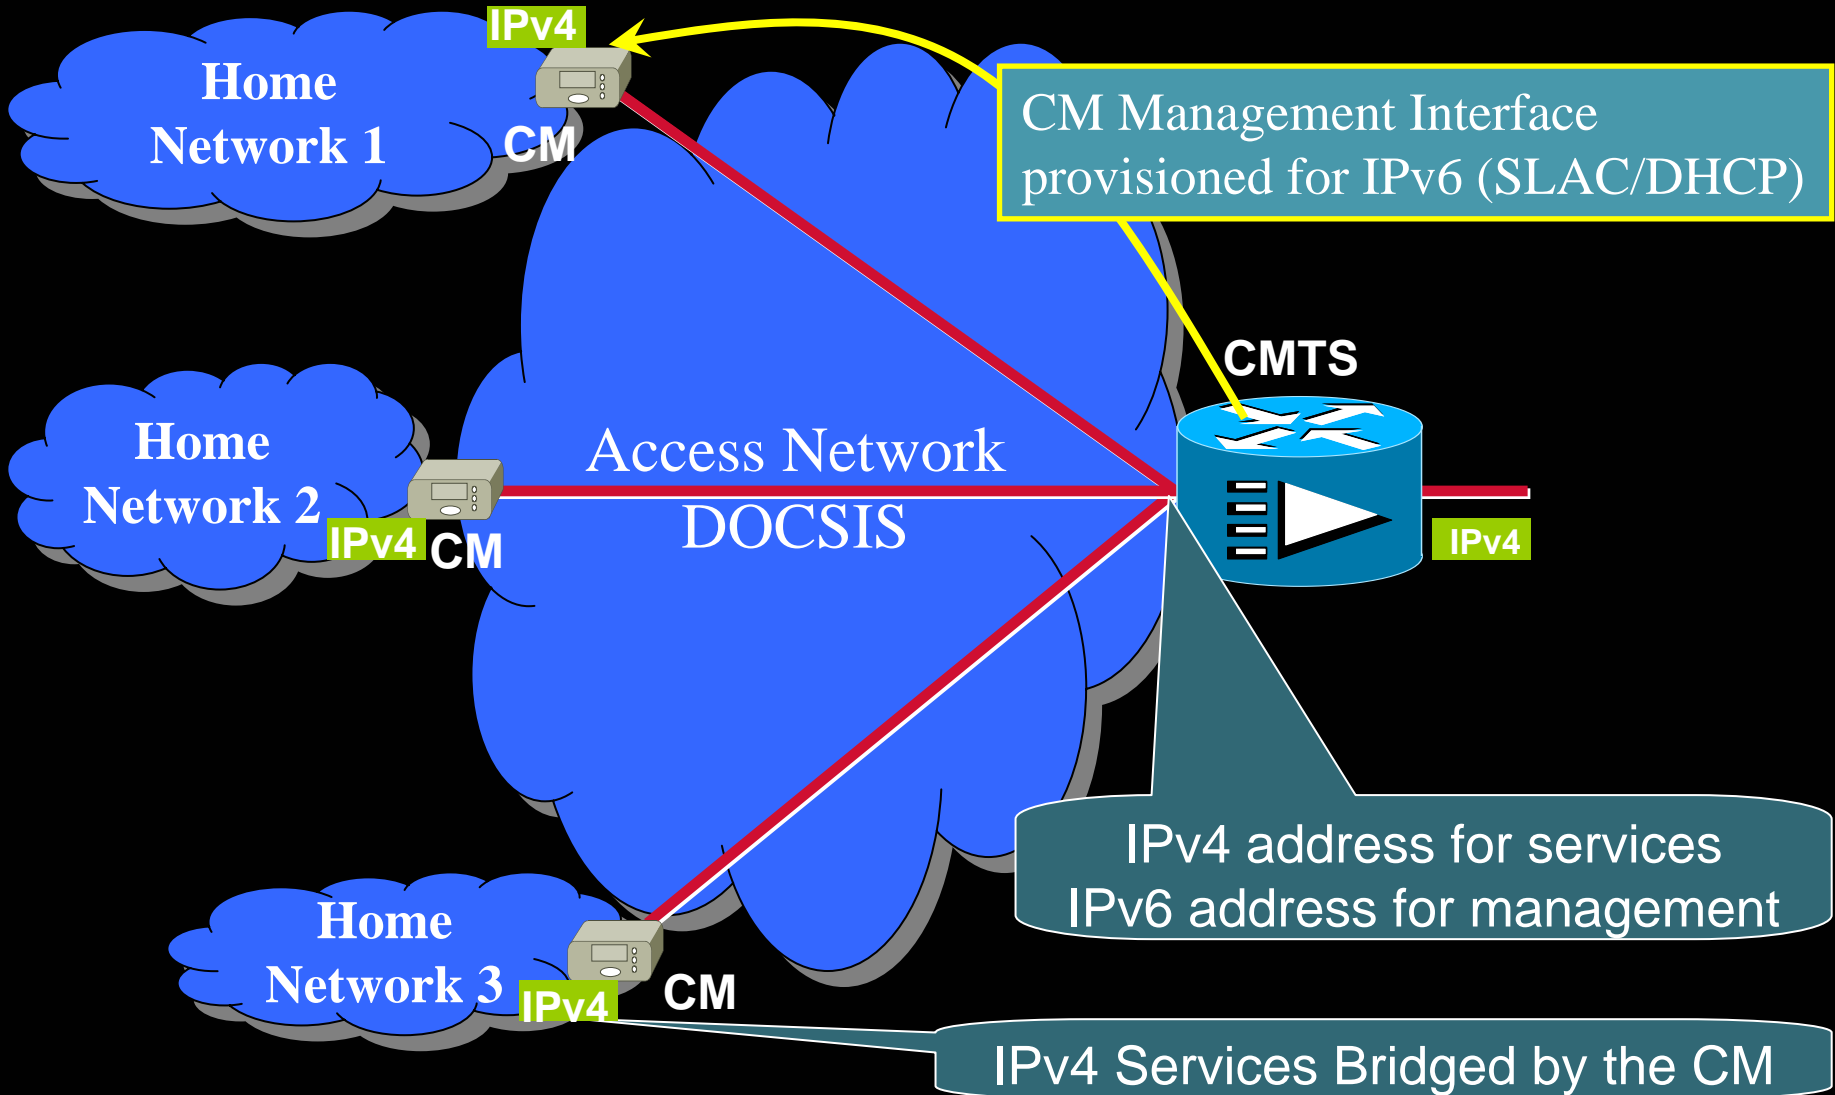 IPv4
Home
Network 1
CM
CM Management Interface
provisioned for IPv6 (SLAC/DHCP)
CMTS
Home
Network 2
IPv4
CM
Access Network
DOCSIS
IPv4
IPv4 address for services
IPv6 address for management
Home
Network 3
IPv4
CM
IPv4 Services Bridged by the CM